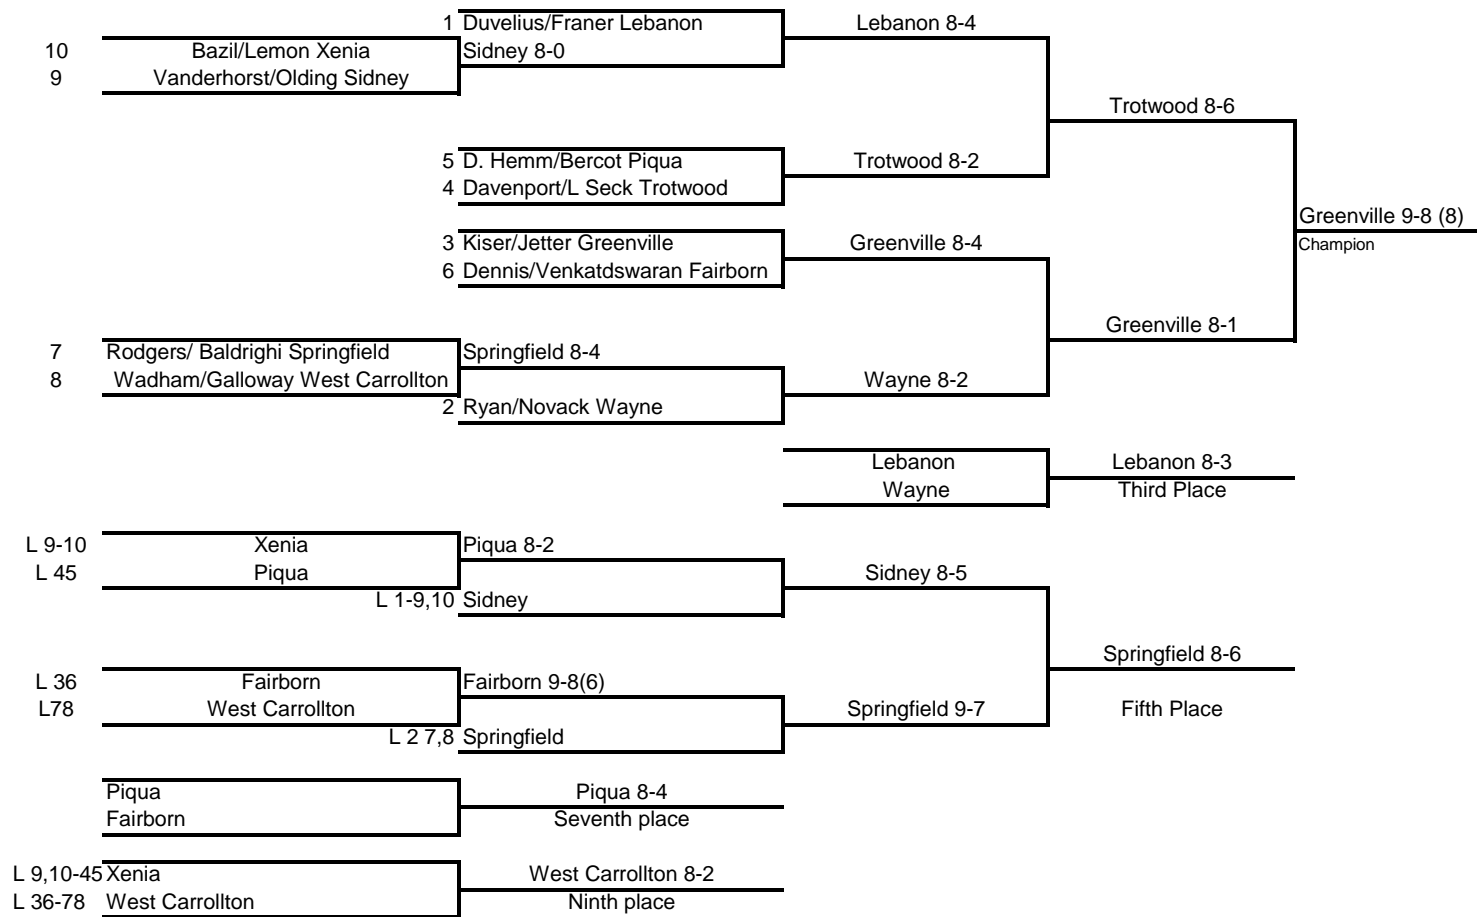 1 Duvelius/Franer Lebanon Lebanon 8-4
10 Bazil/Lemon Xenia Sidney 8-0
9 Vanderhorst/Olding Sidney
Trotwood 8-6
5 D. Hemm/Bercot Piqua Trotwood 8-2
4 Davenport/L Seck Trotwood
Greenville 9-8 (8)
3 Kiser/Jetter Greenville Greenville 8-4 Champion
6 Dennis/Venkatdswaran Fairborn
Greenville 8-1
7 Rodgers/ Baldrighi Springfield Springfield 8-4
8 Wadham/Galloway West Carrollton Wayne 8-2
2 Ryan/Novack Wayne
Lebanon Lebanon 8-3
Wayne Third Place
L 9-10 Xenia Piqua 8-2
L 45 Piqua Sidney 8-5
L 1-9,10 Sidney
Springfield 8-6
L 36 Fairborn Fairborn 9-8(6)
L78 West Carrollton Springfield 9-7 Fifth Place
L 2 7,8 Springfield
Piqua Piqua 8-4
Fairborn Seventh place
L 9,10-45 Xenia West Carrollton 8-2
L 36-78 West Carrollton Ninth place